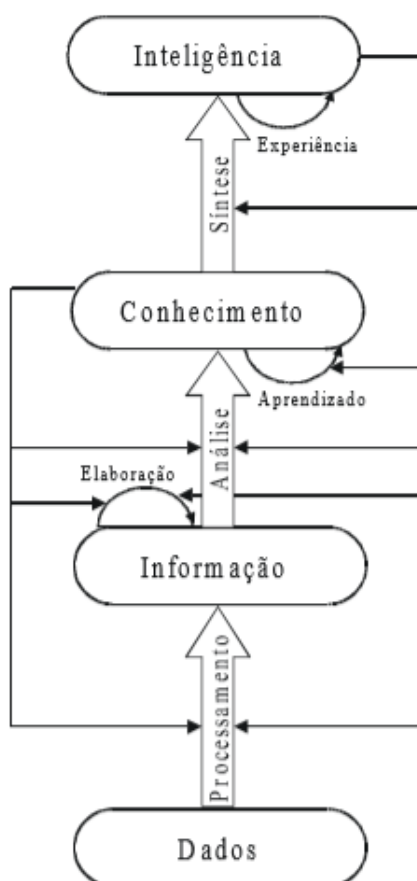 Inteligência
Experiência
Síntese
Conhecimento
Aprendizado
Análise
Elaboração
Informação
Processamento
Dados